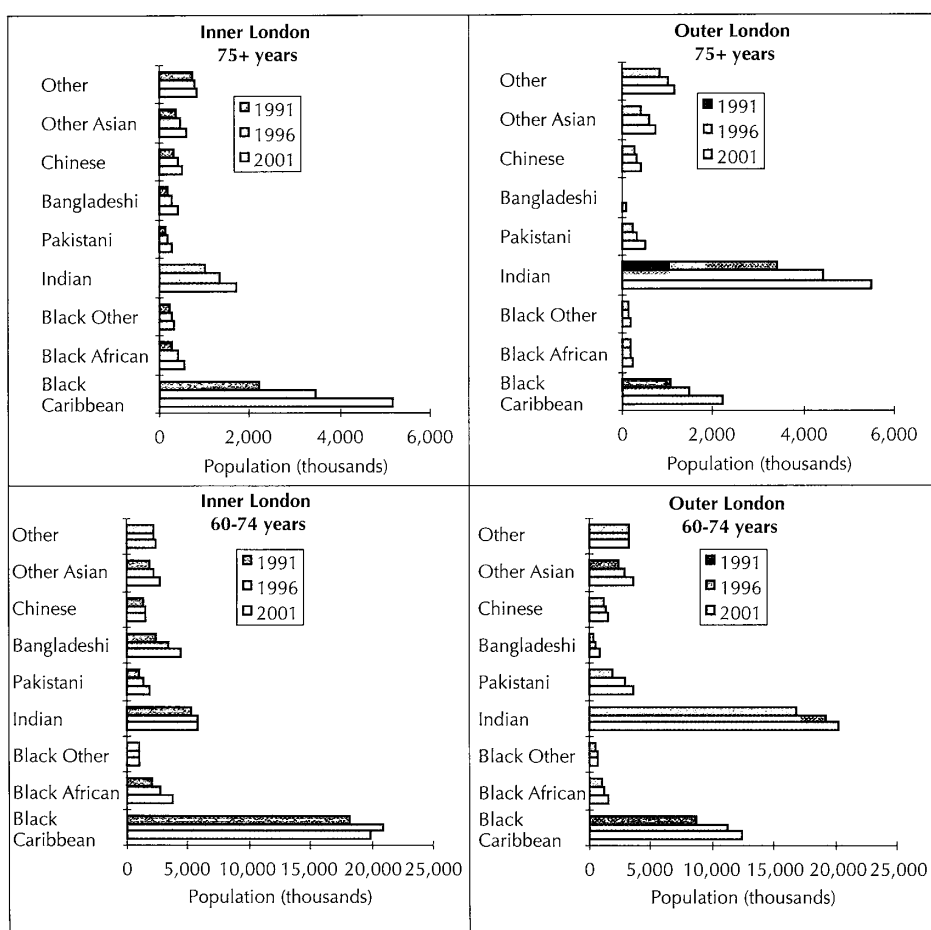 Inner London
75+ years
Other
Other Asian
Chinese
Bangladeshi
Pakistani
Indian
Black Other
Black African
Black
Caribbean
1991
1996
2001
0 2,000 4,000 6,000
Population (thousands)
Outer London
75+ years
Other
Other Asian
Chinese
Bangladeshi
Pakistani
Indian
Black Other
Black African
Black
Caribbean
1991
1996
2001
0 2,000 4,000 6,000
Population (thousands)
Inner London
60-74 years
Other
Other Asian
Chinese
Bangladeshi
Pakistani
Indian
Black Other
Black African
Black
Caribbean
1991
1996
2001
0 5,000 10,000 15,000 20,000 25,000
Population (thousands)
Outer London
60-74 years
Other
Other Asian
Chinese
Bangladeshi
Pakistani
Indian
Black Other
Black African
Black
Caribbean
1991
1996
2001
0 5,000 10,000 15,000 20,000 25,000
Population (thousands)